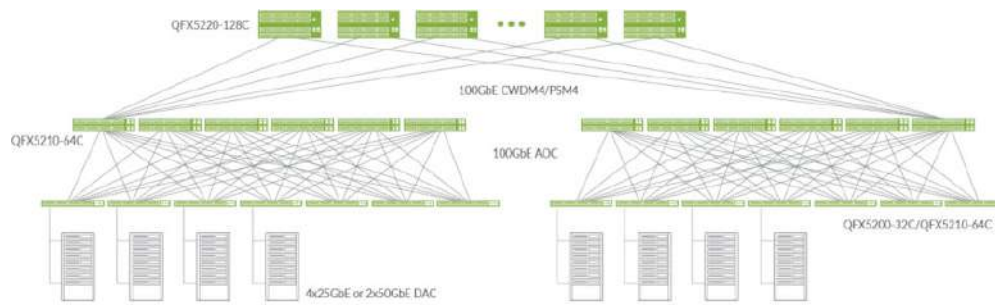 QFX5220-128C
100GbE CWDM4/PSM4
QFX5210-64C
100GbE AOC
QFX5200-32C/QFX5210-64C
4x25GbE or 2x50GbE DAC